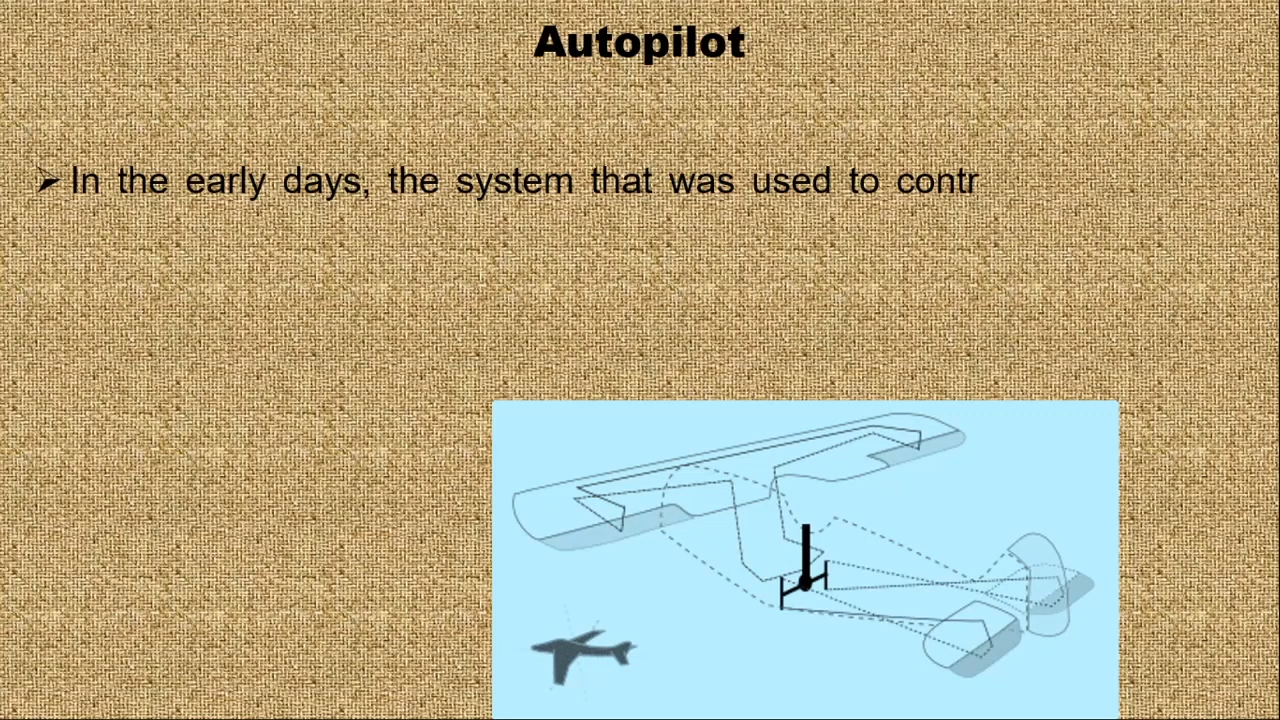 Autopilot
➢In the early days, the system that was used to contr